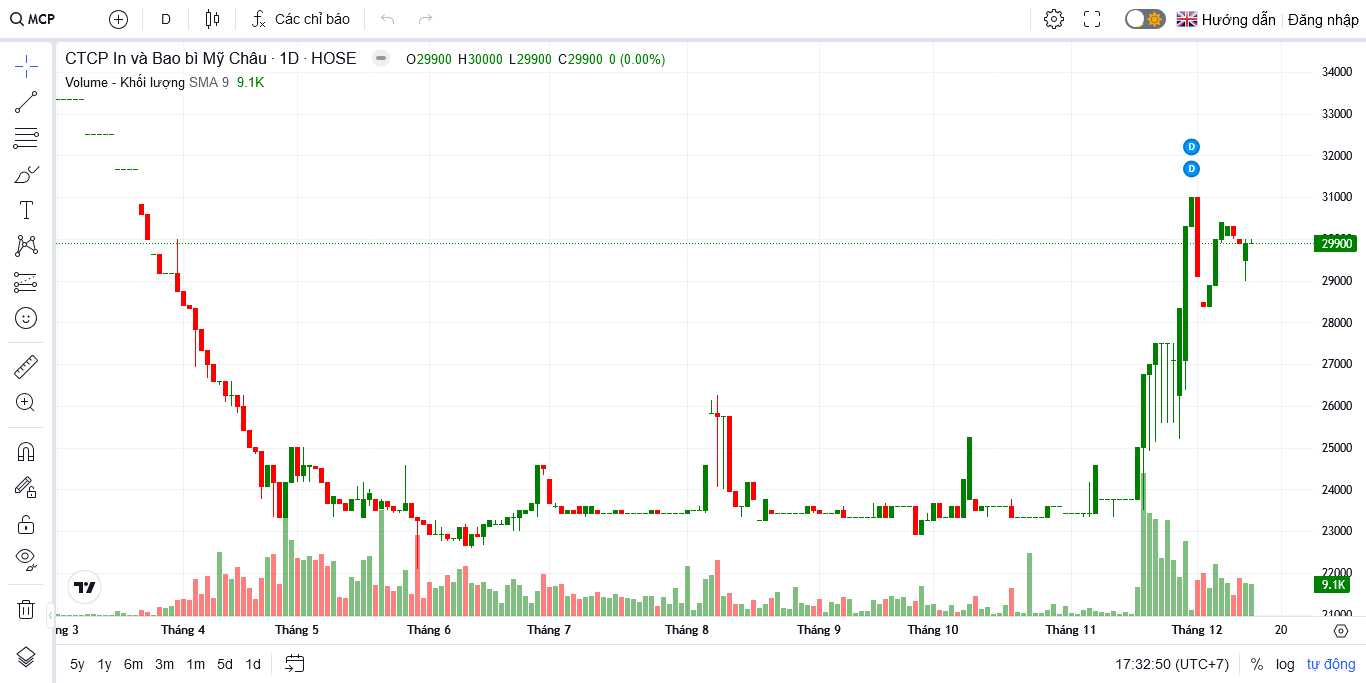 MCP D Các chỉ báo Hướng dẫn Đăng nhập
CTCP In và Bao bì Mỹ Châu · 1D · HOSE O29900 H30000 L29900 C29900 0 (0.00%)
Volume - Khối lượng SMA 9 9.1K
34000
33000
32000
D
D
31000
29900
29000
28000
27000
26000
25000
24000
23000
22000
9.1K
21000
ng 3 Tháng 4 Tháng 5 Tháng 6 Tháng 7 Tháng 8 Tháng 9 Tháng 10 Tháng 11 Tháng 12 20
5y 1y 6m 3m 1m 5d 1d 17:32:50 (UTC+7) % log tự động